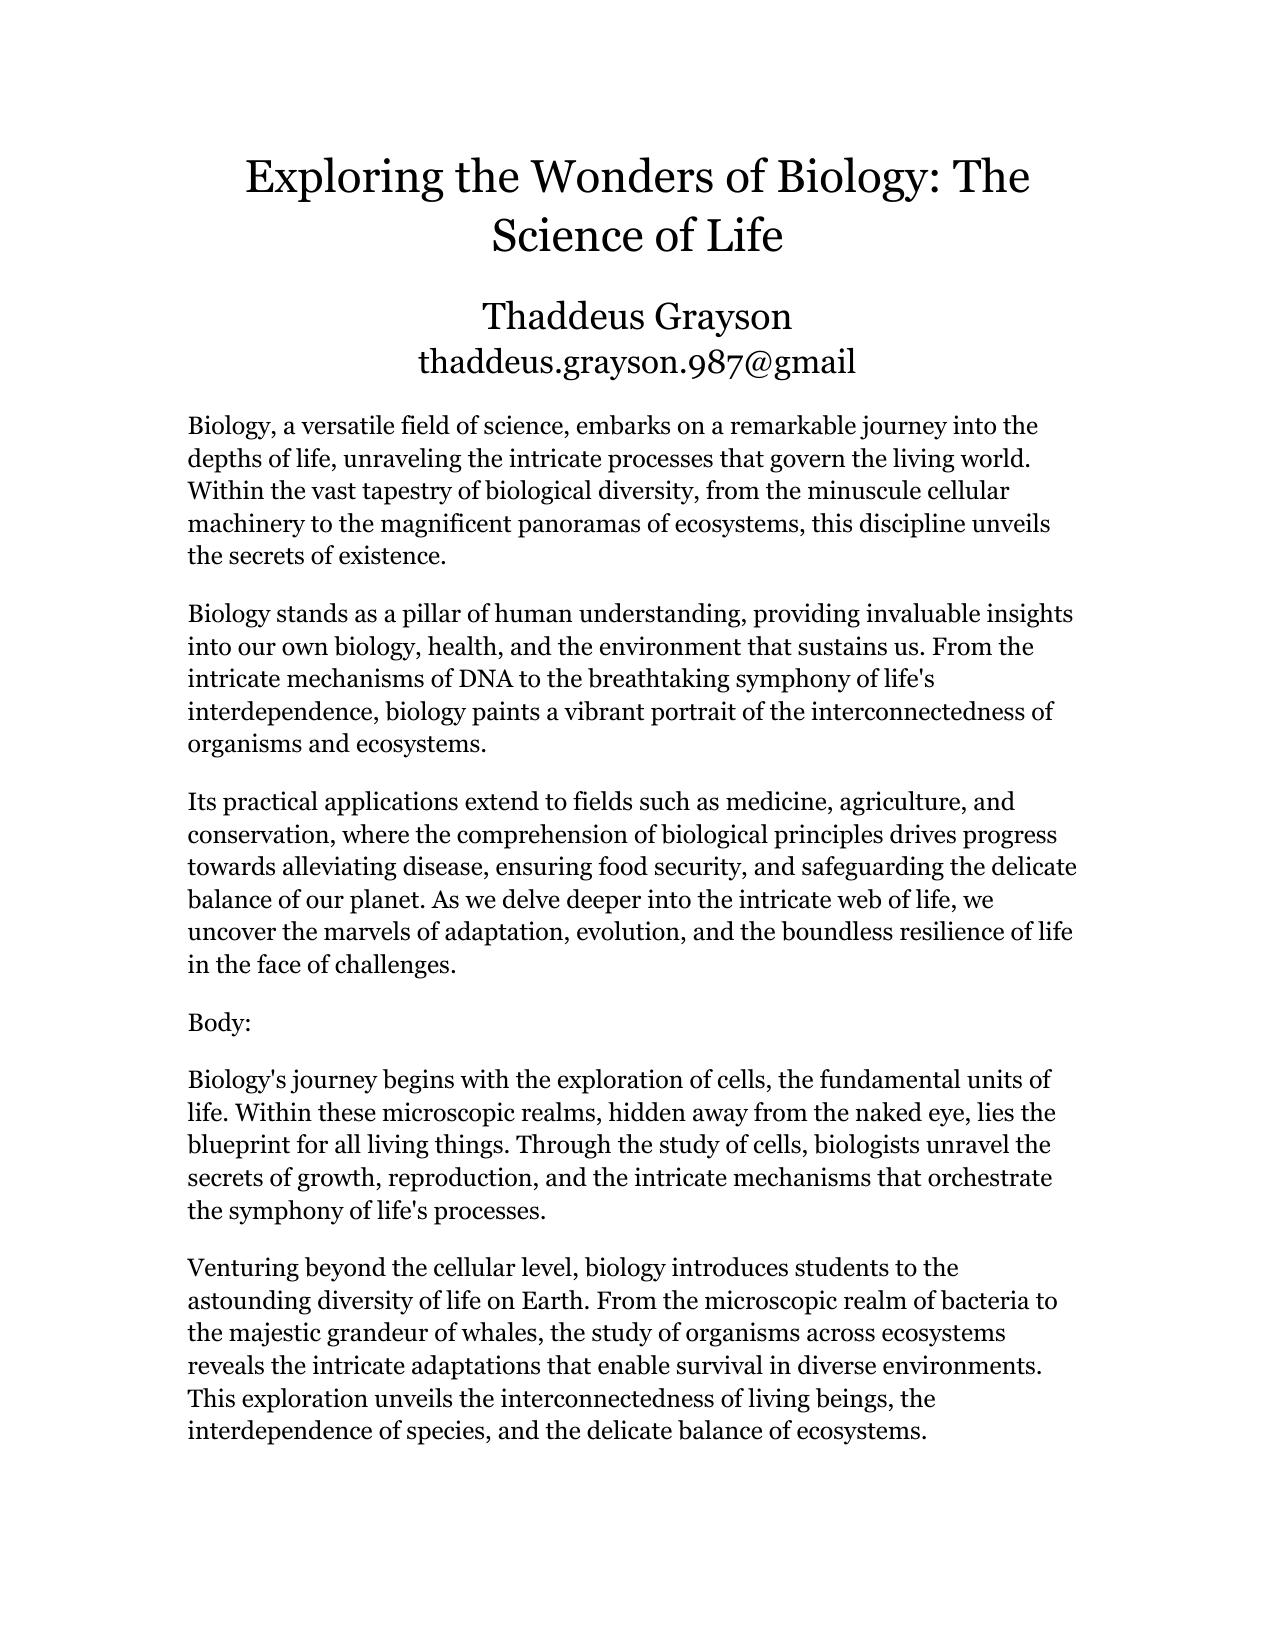 Exploring the Wonders of Biology: The
Science of Life
Thaddeus Grayson
thaddeus.grayson.987@gmail
Biology, a versatile field of science, embarks on a remarkable journey into the
depths of life, unraveling the intricate processes that govern the living world.
Within the vast tapestry of biological diversity, from the minuscule cellular
machinery to the magnificent panoramas of ecosystems, this discipline unveils
the secrets of existence.
Biology stands as a pillar of human understanding, providing invaluable insights
into our own biology, health, and the environment that sustains us. From the
intricate mechanisms of DNA to the breathtaking symphony of life's
interdependence, biology paints a vibrant portrait of the interconnectedness of
organisms and ecosystems.
Its practical applications extend to fields such as medicine, agriculture, and
conservation, where the comprehension of biological principles drives progress
towards alleviating disease, ensuring food security, and safeguarding the delicate
balance of our planet. As we delve deeper into the intricate web of life, we
uncover the marvels of adaptation, evolution, and the boundless resilience of life
in the face of challenges.
Body:
Biology's journey begins with the exploration of cells, the fundamental units of
life. Within these microscopic realms, hidden away from the naked eye, lies the
blueprint for all living things. Through the study of cells, biologists unravel the
secrets of growth, reproduction, and the intricate mechanisms that orchestrate
the symphony of life's processes.
Venturing beyond the cellular level, biology introduces students to the
astounding diversity of life on Earth. From the microscopic realm of bacteria to
the majestic grandeur of whales, the study of organisms across ecosystems
reveals the intricate adaptations that enable survival in diverse environments.
This exploration unveils the interconnectedness of living beings, the
interdependence of species, and the delicate balance of ecosystems.